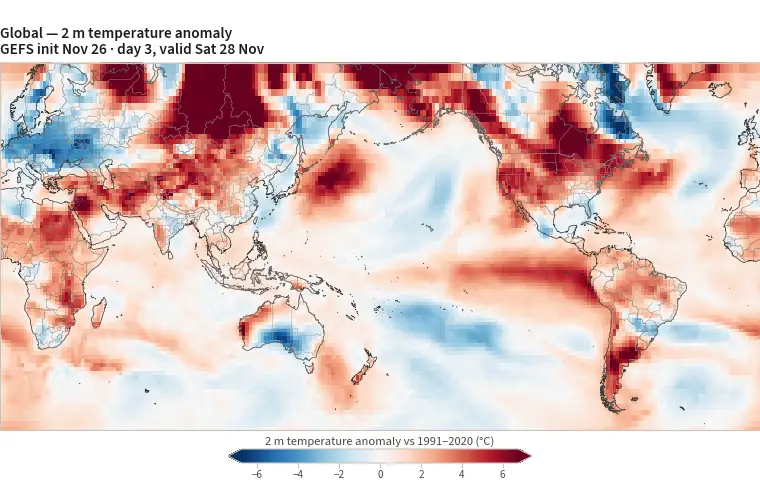 Global — 2 m temperature anomaly
GEFS init Nov 26 · day 3, valid Sat 28 Nov
2 m temperature anomaly vs 1991–2020 (°C)
−6 −4 −2 0 2 4 6